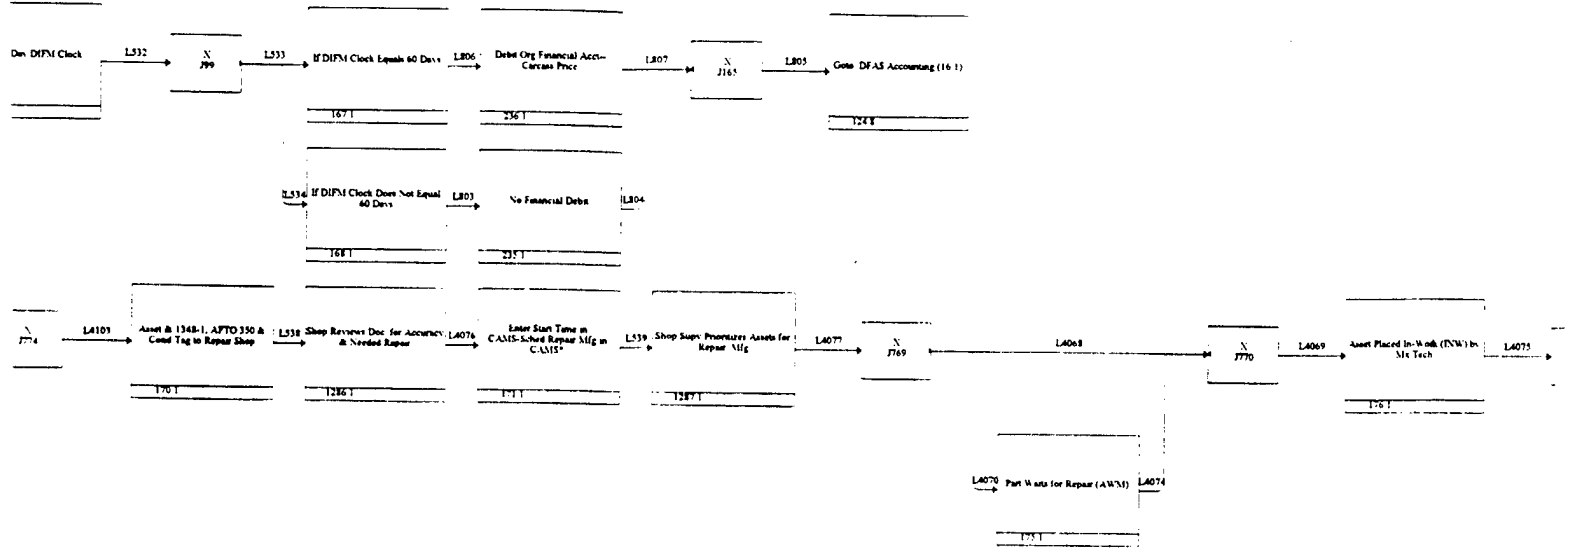 Day DIFM Clock
L532
X
J99
L533
If DIFM Clock Equals 60 Days
L806
Debit Org Financial Acct--
Carcass Price
L807
X
J165
L805
Goto DFAS Accounting (16.1)
167.1
236.1
124.8
L534
If DIFM Clock Does Not Equal
60 Days
L803
No Financial Debit
L804
168.1
235.1
X
J774
L4103
Asset & 1348-1, AFTO 350 &
Cond Tag to Repair Shop
L538
Shop Reviews Doc. for Accuracy
& Needed Repair
L4076
Enter Start Time in
CAMS-Sched Repair/Mfg in
CAMS*
L539
Shop Supv Prioritizes Assets for
Repair/Mfg
L4077
X
J769
L4068
X
J770
L4069
Asset Placed In-Work (INW) by
Mx Tech
L4075
170.1
1286.1
171.1
1287.1
176.1
L4070
Part Waits for Repair (AWM)
L4074
175.1